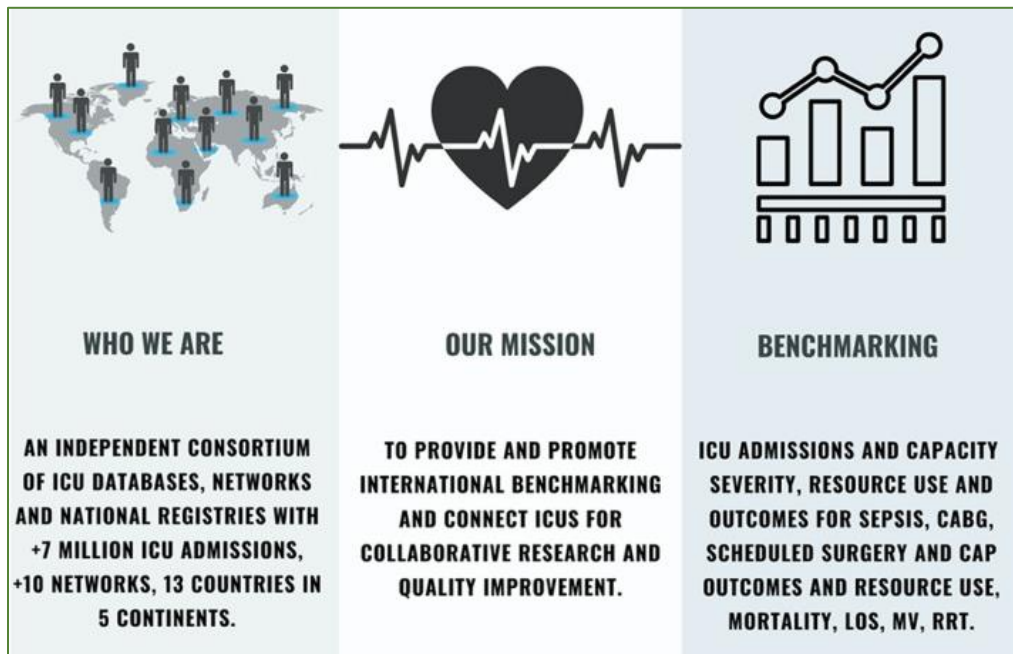 WHO WE ARE
AN INDEPENDENT CONSORTIUM
OF ICU DATABASES, NETWORKS
AND NATIONAL REGISTRIES WITH
+7 MILLION ICU ADMISSIONS,
+10 NETWORKS, 13 COUNTRIES IN
5 CONTINENTS.
OUR MISSION
TO PROVIDE AND PROMOTE
INTERNATIONAL BENCHMARKING
AND CONNECT ICUS FOR
COLLABORATIVE RESEARCH AND
QUALITY IMPROVEMENT.
BENCHMARKING
ICU ADMISSIONS AND CAPACITY
SEVERITY, RESOURCE USE AND
OUTCOMES FOR SEPSIS, CABG,
SCHEDULED SURGERY AND CAP
OUTCOMES AND RESOURCE USE,
MORTALITY, LOS, MV, RRT.